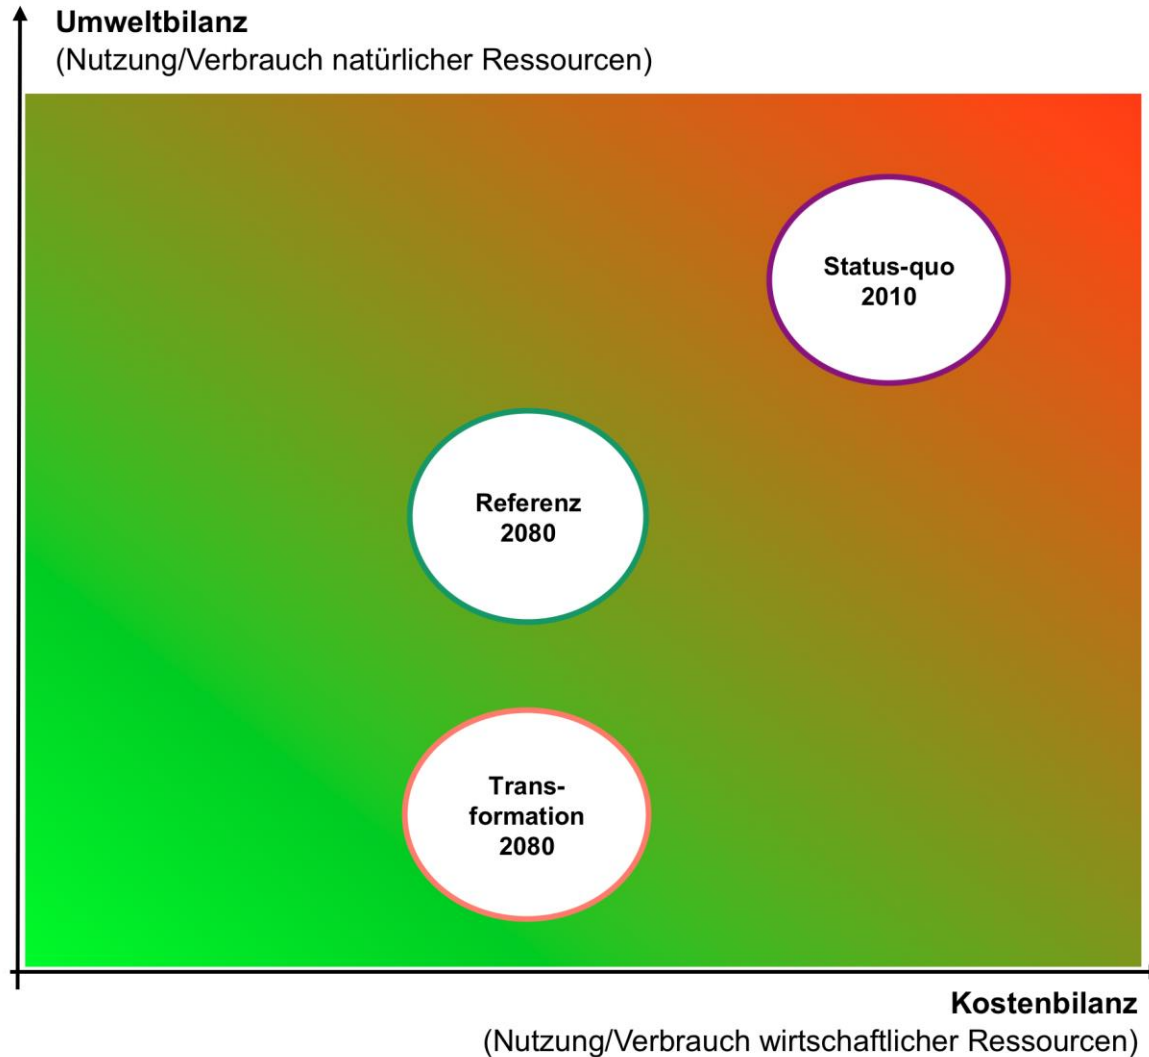 Umweltbilanz
(Nutzung/Verbrauch natürlicher Ressourcen)
Status-quo
2010
Referenz
2080
Trans-
formation
2080
Kostenbilanz
(Nutzung/Verbrauch wirtschaftlicher Ressourcen)